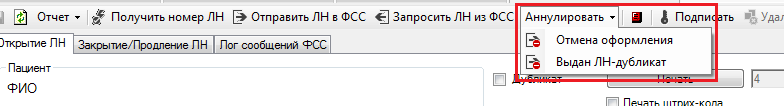 Отчет Получить номер ЛН Отправить ЛН в ФСС Запросить ЛН из ФСС Аннулировать Подписать Удал
Открытие ЛН Закрытие/Продление ЛН Лог сообщений ФСС
Отмена оформления
Выдан ЛН-дубликат
Пациент
ФИО
Дубликат Печать 4
Печать штрих-кода